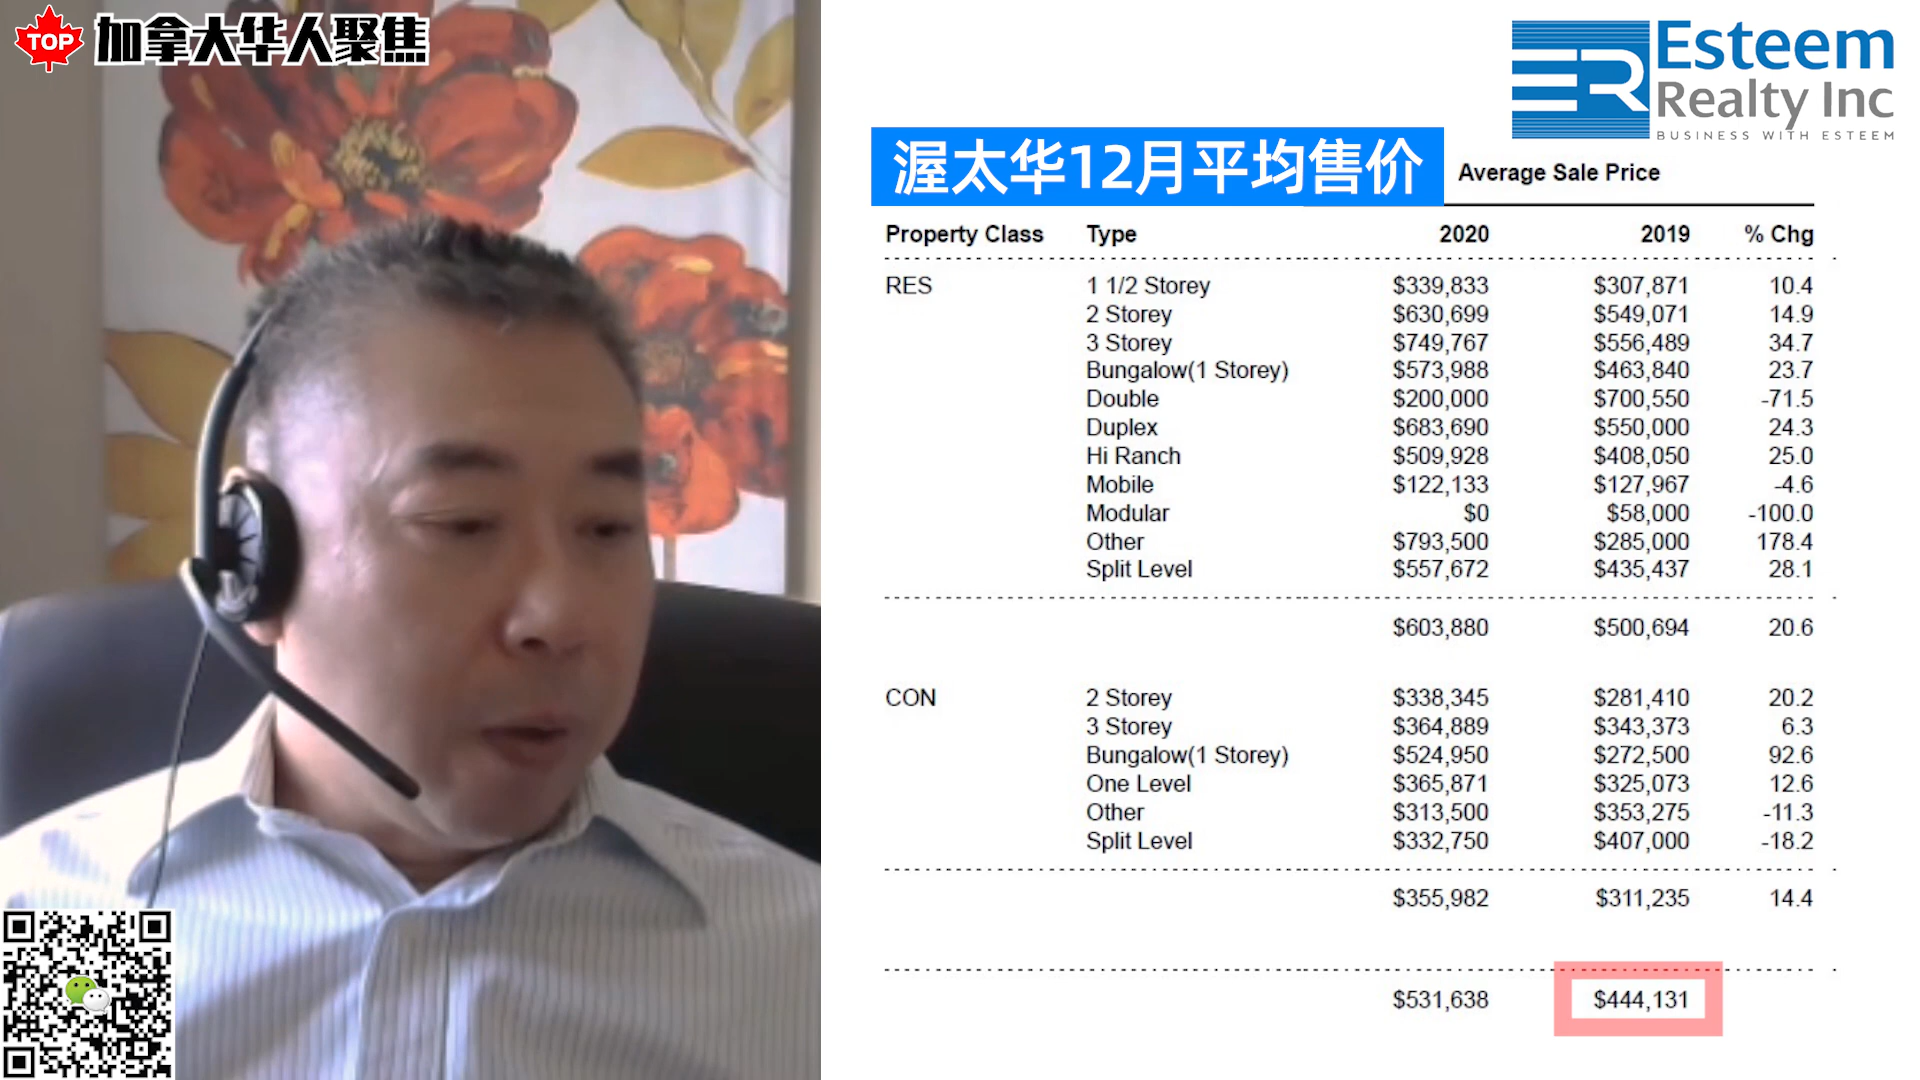 TOP 加拿大华人聚焦
ER Esteem
Realty Inc
BUSINESS WITH ESTEEM
渥太华12月平均售价 Average Sale Price
Property Class Type 2020 2019 % Chg
RES 1 1/2 Storey $339,833 $307,871 10.4
2 Storey $630,699 $549,071 14.9
3 Storey $749,767 $556,489 34.7
Bungalow(1 Storey) $573,988 $463,840 23.7
Double $200,000 $700,550 -71.5
Duplex $683,690 $550,000 24.3
Hi Ranch $509,928 $408,050 25.0
Mobile $122,133 $127,967 -4.6
Modular $0 $58,000 -100.0
Other $793,500 $285,000 178.4
Split Level $557,672 $435,437 28.1
$603,880 $500,694 20.6
CON 2 Storey $338,345 $281,410 20.2
3 Storey $364,889 $343,373 6.3
Bungalow(1 Storey) $524,950 $272,500 92.6
One Level $365,871 $325,073 12.6
Other $313,500 $353,275 -11.3
Split Level $332,750 $407,000 -18.2
$355,982 $311,235 14.4
$531,638 $444,131